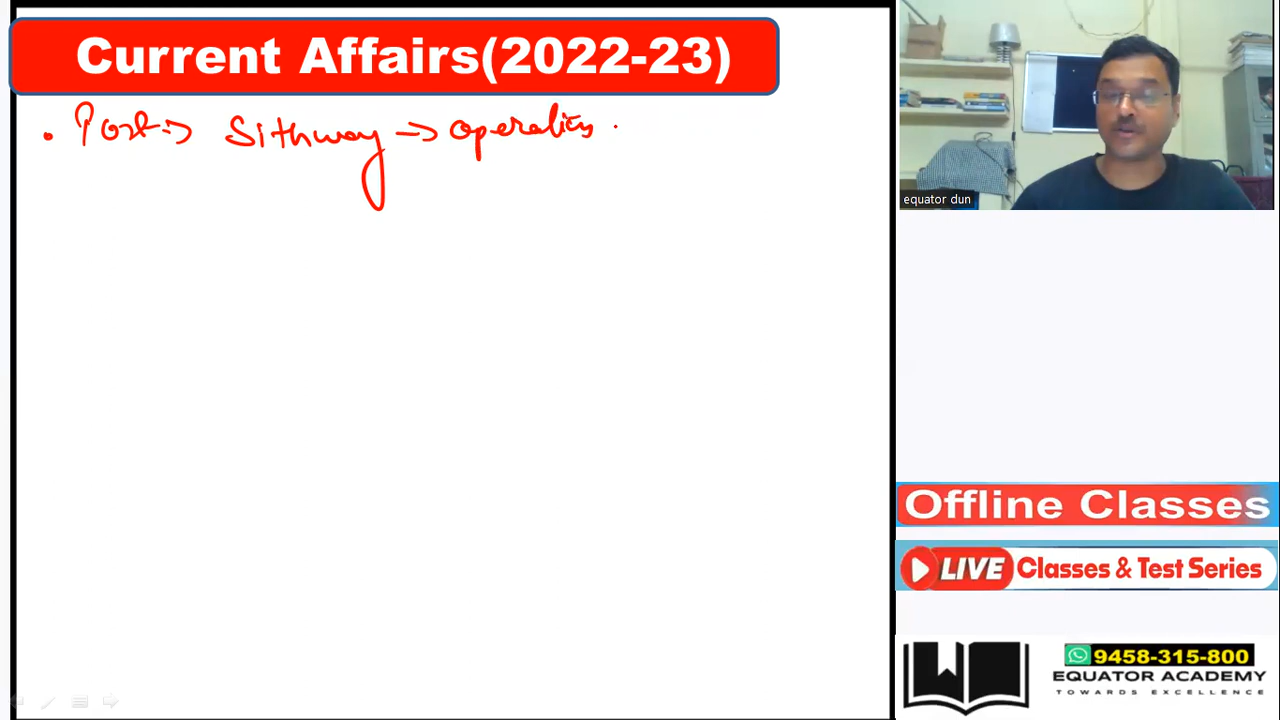 Current Affairs(2022-23)
• Port → Sithway → operation .
equator dun
Offline Classes
LIVE Classes & Test Series
9458-315-800
EQUATOR ACADEMY
TOWARDS EXCELLENCE